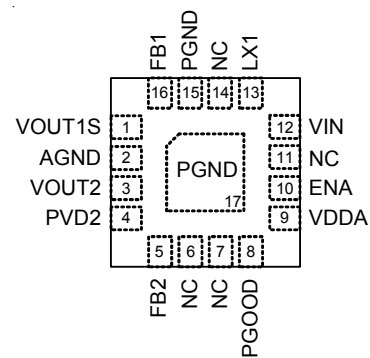 FB1
PGND
NC
LX1
16 15 14 13
VOUT1S 1 12 VIN
AGND 2 11 NC
VOUT2 3 10 ENA
PVD2 4 9 VDDA
PGND
17
5 6 7 8
FB2
NC
NC
PGOOD